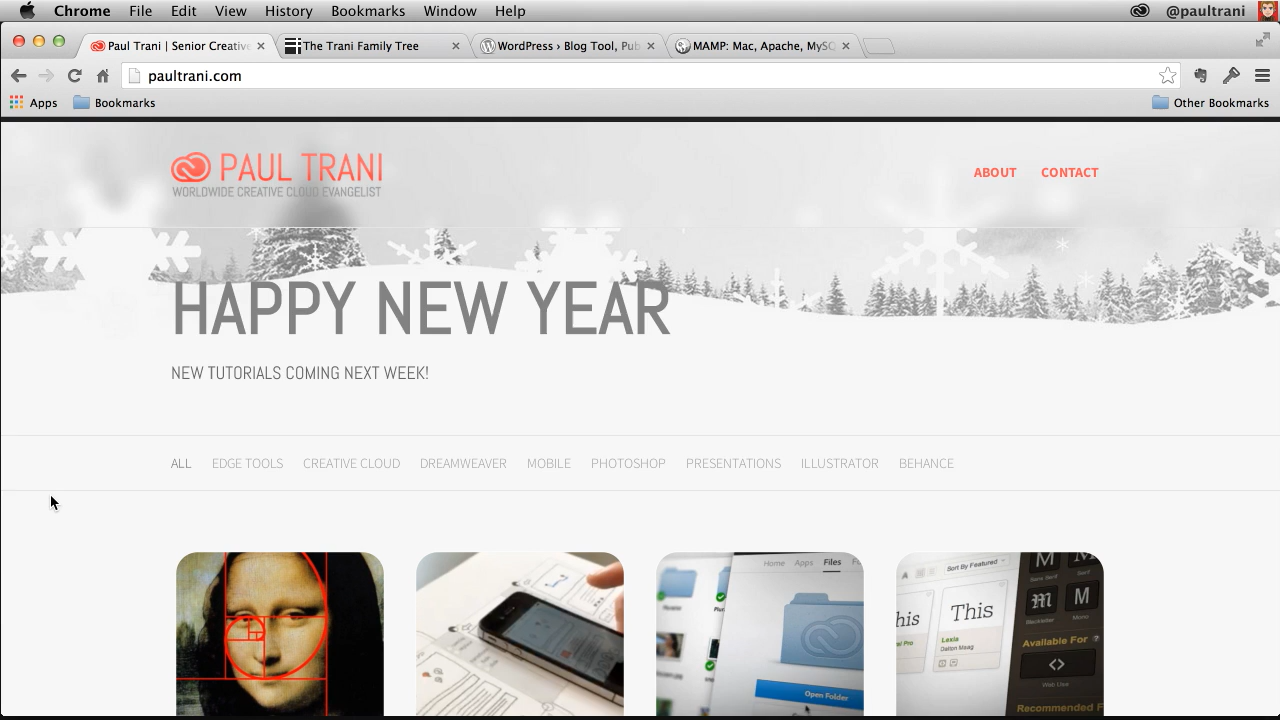 Chrome File Edit View History Bookmarks Window Help @paultrani
Paul Trani | Senior Creative The Trani Family Tree WordPress › Blog Tool, Pub MAMP: Mac, Apache, MySQ
paultrani.com
Apps Bookmarks Other Bookmarks
PAUL TRANI
WORLDWIDE CREATIVE CLOUD EVANGELIST
ABOUT CONTACT
HAPPY NEW YEAR
NEW TUTORIALS COMING NEXT WEEK!
ALL EDGE TOOLS CREATIVE CLOUD DREAMWEAVER MOBILE PHOTOSHOP PRESENTATIONS ILLUSTRATOR BEHANCE
Home Apps Files
Open Folder
Sort By Featured
This
Lexia
Dalton Maag
Sans Serif Serif
Blackletter Mono
Available For ?
Web Use
Recommended F